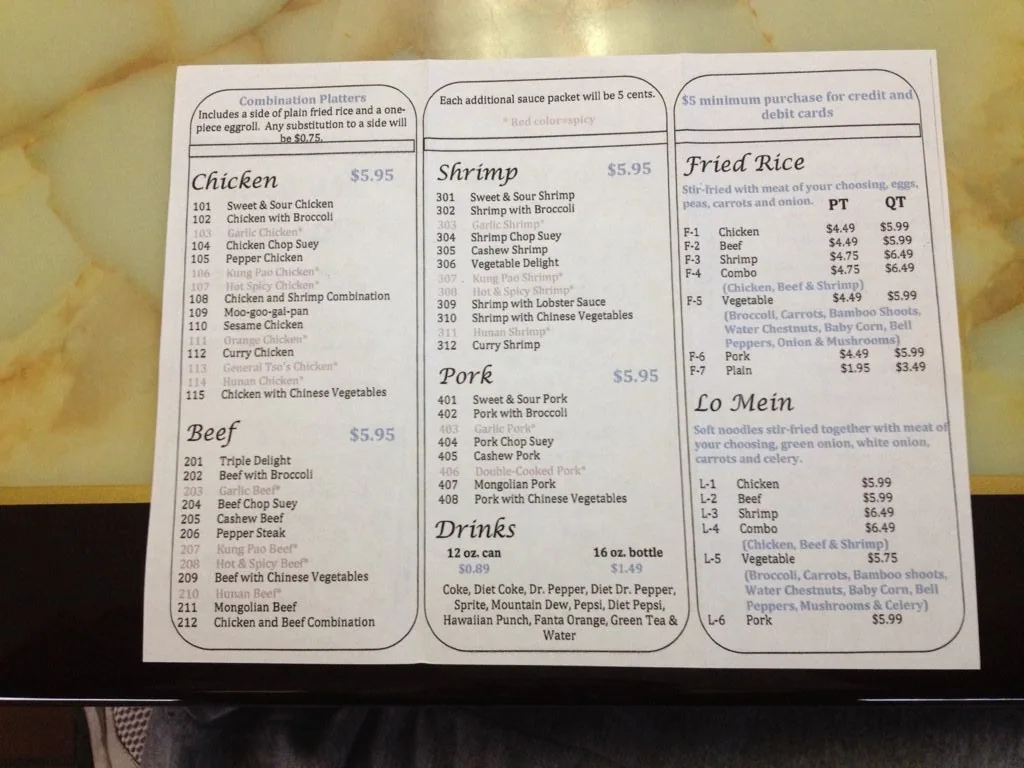 Combination Platters
Includes a side of plain fried rice and a one-
piece eggroll. Any substitution to a side will
be $0.75.
Chicken $5.95
101 Sweet & Sour Chicken
102 Chicken with Broccoli
103 Garlic Chicken*
104 Chicken Chop Suey
105 Pepper Chicken
106 Kung Pao Chicken*
107 Hot Spicy Chicken*
108 Chicken and Shrimp Combination
109 Moo-goo-gai-pan
110 Sesame Chicken
111 Orange Chicken*
112 Curry Chicken
113 General Tso's Chicken*
114 Hunan Chicken*
115 Chicken with Chinese Vegetables
Beef $5.95
201 Triple Delight
202 Beef with Broccoli
203 Garlic Beef*
204 Beef Chop Suey
205 Cashew Beef
206 Pepper Steak
207 Kung Pao Beef*
208 Hot & Spicy Beef*
209 Beef with Chinese Vegetables
210 Hunan Beef*
211 Mongolian Beef
212 Chicken and Beef Combination
Each additional sauce packet will be 5 cents.
* Red color=spicy
Shrimp $5.95
301 Sweet & Sour Shrimp
302 Shrimp with Broccoli
303 Garlic Shrimp*
304 Shrimp Chop Suey
305 Cashew Shrimp
306 Vegetable Delight
307 Kung Pao Shrimp*
308 Hot & Spicy Shrimp*
309 Shrimp with Lobster Sauce
310 Shrimp with Chinese Vegetables
311 Hunan Shrimp*
312 Curry Shrimp
Pork $5.95
401 Sweet & Sour Pork
402 Pork with Broccoli
403 Garlic Pork*
404 Pork Chop Suey
405 Cashew Pork
406 Double-Cooked Pork*
407 Mongolian Pork
408 Pork with Chinese Vegetables
Drinks
12 oz. can 16 oz. bottle
$0.89 $1.49
Coke, Diet Coke, Dr. Pepper, Diet Dr. Pepper,
Sprite, Mountain Dew, Pepsi, Diet Pepsi,
Hawaiian Punch, Fanta Orange, Green Tea &
Water
$5 minimum purchase for credit and
debit cards
Fried Rice
Stir-fried with meat of your choosing, eggs,
peas, carrots and onion. PT QT
F-1 Chicken $4.49 $5.99
F-2 Beef $4.49 $5.99
F-3 Shrimp $4.75 $6.49
F-4 Combo $4.75 $6.49
(Chicken, Beef & Shrimp)
F-5 Vegetable $4.49 $5.99
(Broccoli, Carrots, Bamboo Shoots,
Water Chestnuts, Baby Corn, Bell
Peppers, Onion & Mushrooms)
F-6 Pork $4.49 $5.99
F-7 Plain $1.95 $3.49
Lo Mein
Soft noodles stir-fried together with meat of
your choosing, green onion, white onion,
carrots and celery.
L-1 Chicken $5.99
L-2 Beef $5.99
L-3 Shrimp $6.49
L-4 Combo $6.49
(Chicken, Beef & Shrimp)
L-5 Vegetable $5.75
(Broccoli, Carrots, Bamboo shoots,
Water Chestnuts, Baby Corn, Bell
Peppers, Mushrooms & Celery)
L-6 Pork $5.99